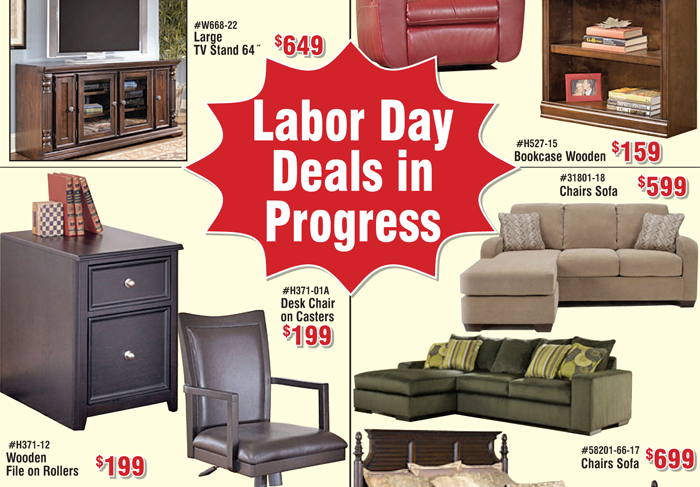 #W668-22
Large
TV Stand 64˝
$649
Labor Day
Deals in
Progress
#H527-15
Bookcase Wooden
$159
#31801-18
Chairs Sofa
$599
#H371-01A
Desk Chair
on Casters
$199
#H371-12
Wooden
File on Rollers
$199
#58201-66-17
Chairs Sofa
$699